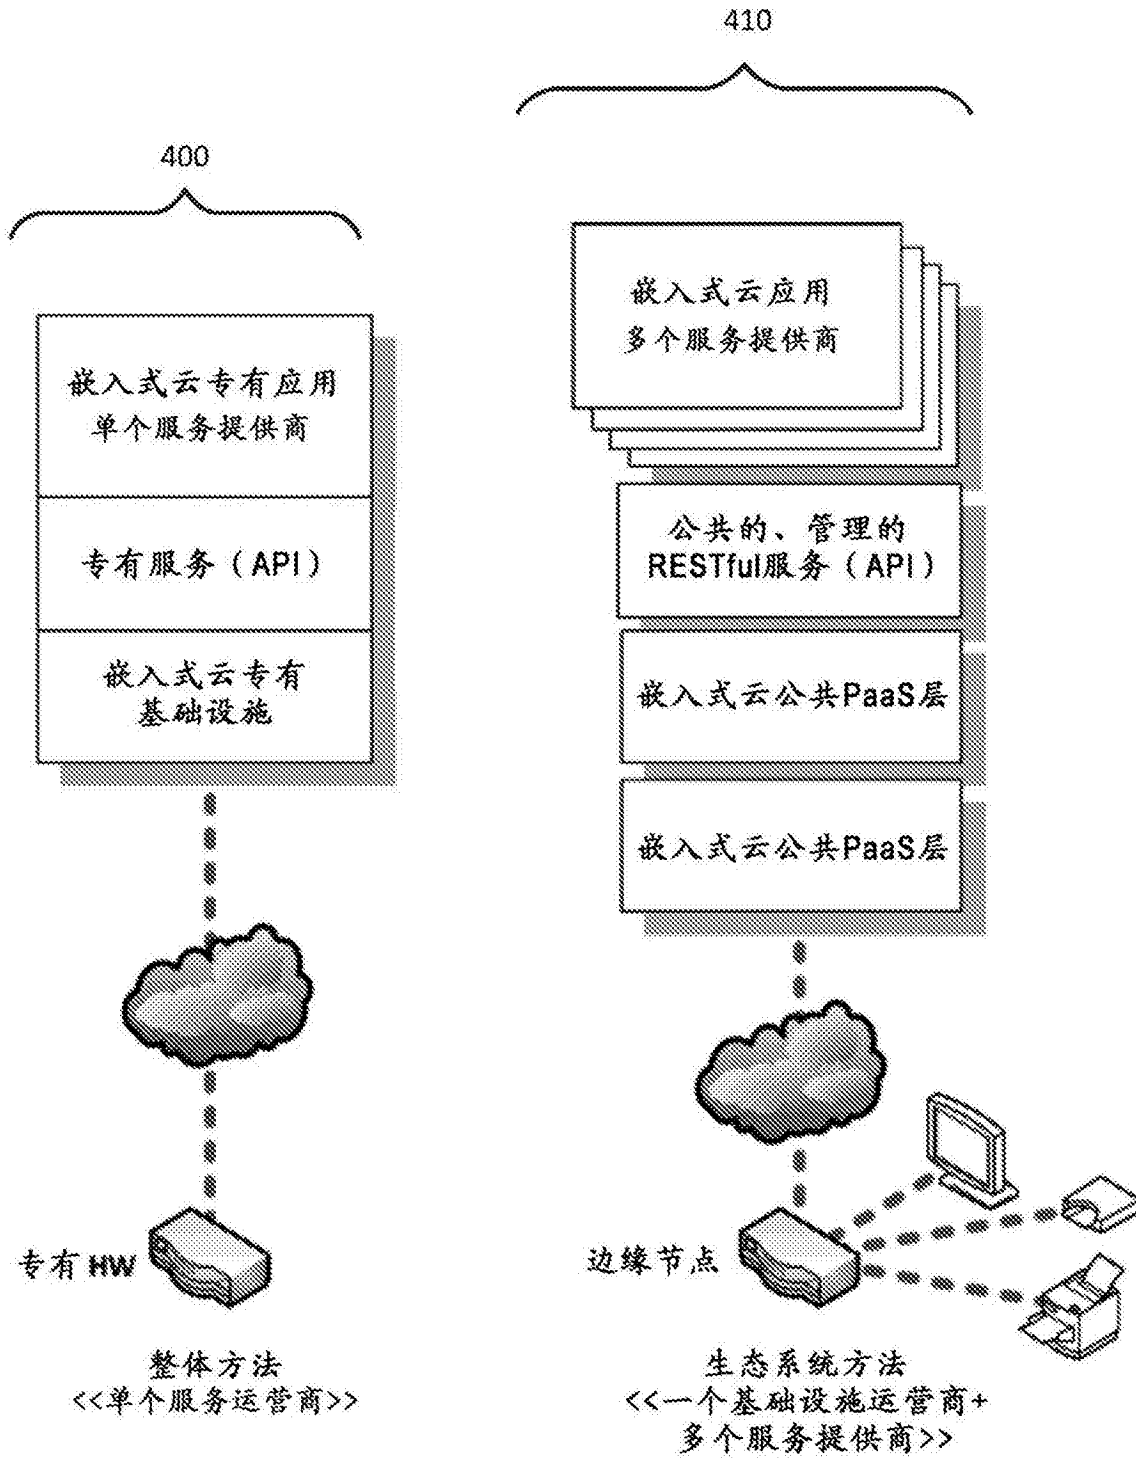 410
400
嵌入式云专有应用
单个服务提供商
专有服务（API）
嵌入式云专有
基础设施
专有 HW
整体方法
<<单个服务运营商>>
嵌入式云应用
多个服务提供商
公共的、管理的
RESTful服务（API）
嵌入式云公共PaaS层
嵌入式云公共PaaS层
边缘节点
生态系统方法
<<一个基础设施运营商+
多个服务提供商>>